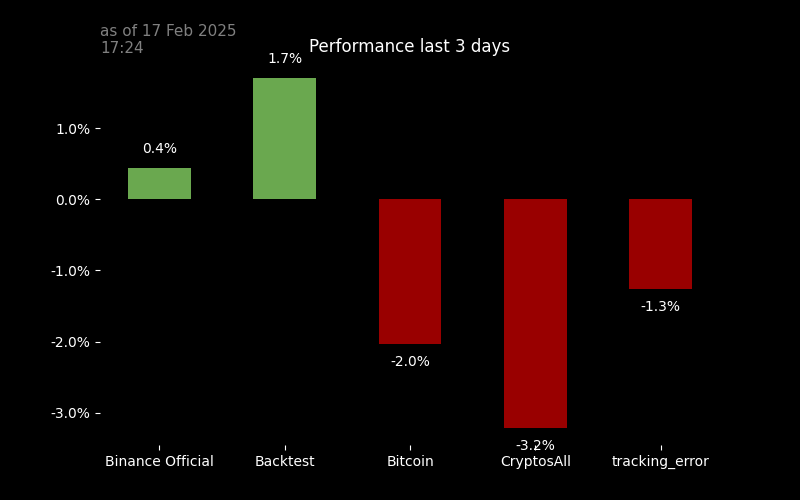 as of 17 Feb 2025
17:24
Performance last 3 days
1.7%
0.4%
1.0%
0.0%
-1.0%
-2.0%
-3.0%
-1.3%
-2.0%
-3.2%
Binance Official
Backtest
Bitcoin
CryptosAll
tracking_error